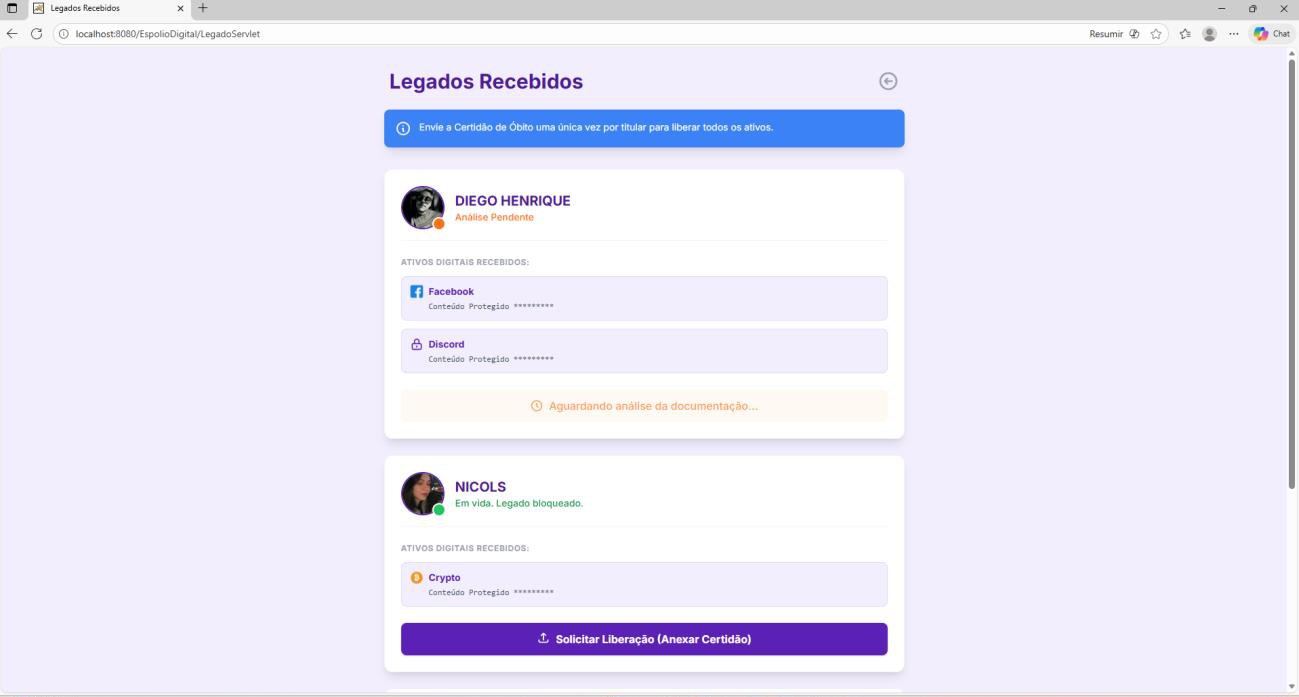 Legados Recebidos
localhost:8080/EspolioDigital/LegadoServlet
Resumir
Chat
Legados Recebidos
Envie a Certidão de Óbito uma única vez por titular para liberar todos os ativos.
DIEGO HENRIQUE
Análise Pendente
ATIVOS DIGITAIS RECEBIDOS:
Facebook
Conteúdo Protegido *********
Discord
Conteúdo Protegido *********
Aguardando análise da documentação...
NICOLS
Em vida. Legado bloqueado.
ATIVOS DIGITAIS RECEBIDOS:
Crypto
Conteúdo Protegido *********
Solicitar Liberação (Anexar Certidão)